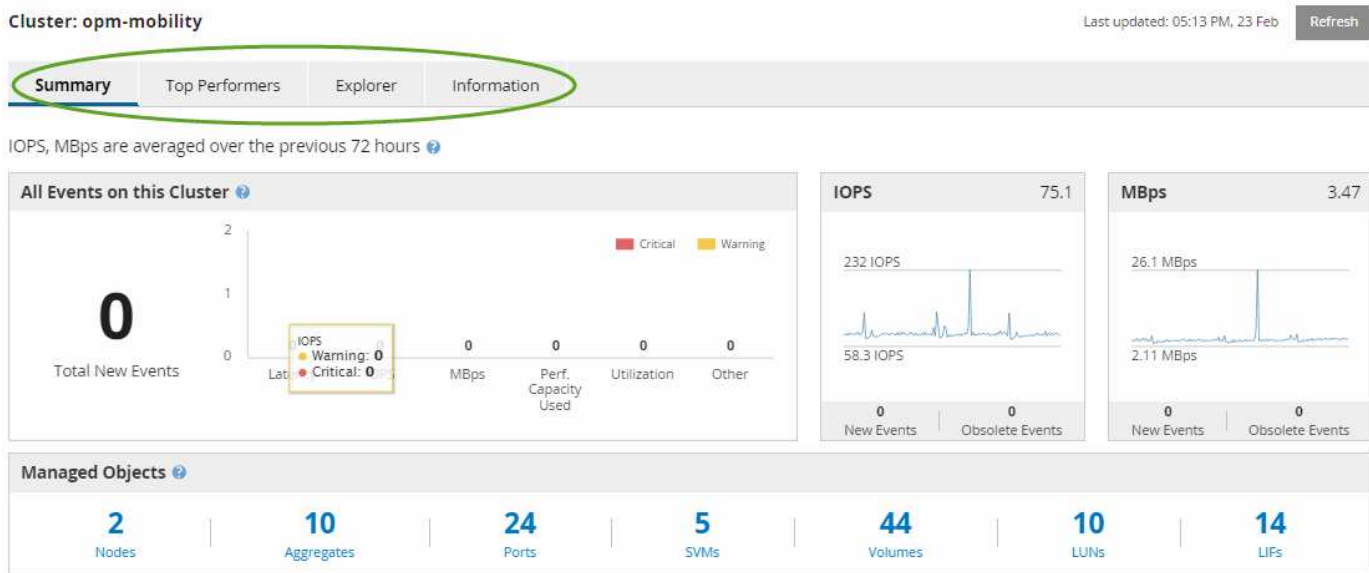 Cluster: opm-mobility
Last updated: 05:13 PM, 23 Feb
Refresh
Summary
Top Performers
Explorer
Information
IOPS, MBps are averaged over the previous 72 hours
All Events on this Cluster
0
Total New Events
2
1
0
Critical
Warning
IOPS
Warning: 0
Critical: 0
0
0
0
0
MBps
Perf.
Capacity
Used
Utilization
Other
IOPS 75.1
232 IOPS
58.3 IOPS
0
New Events
0
Obsolete Events
MBps 3.47
26.1 MBps
2.11 MBps
0
New Events
0
Obsolete Events
Managed Objects
2
Nodes
10
Aggregates
24
Ports
5
SVMs
44
Volumes
10
LUNs
14
LIFs